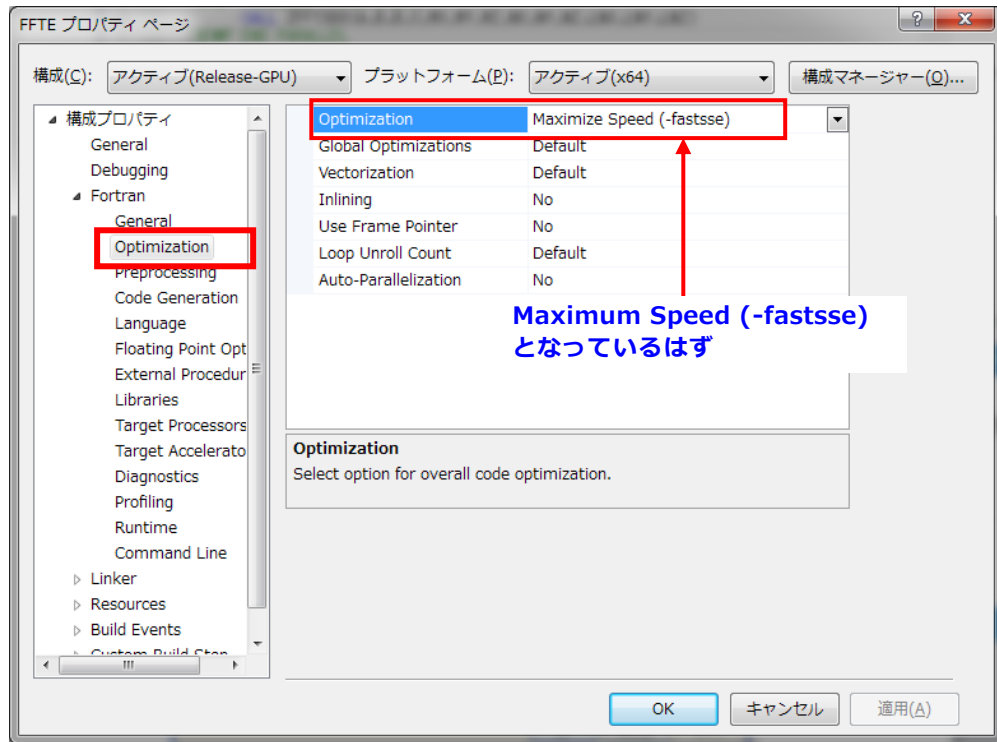 FFTE プロパティ ページ
構成(C): アクティブ(Release-GPU) プラットフォーム(P): アクティブ(x64) 構成マネージャー(O)...
構成プロパティ
General
Debugging
Fortran
General
Optimization
Preprocessing
Code Generation
Language
Floating Point Opt
External Procedur
Libraries
Target Processors
Target Accelerato
Diagnostics
Profiling
Runtime
Command Line
Linker
Resources
Build Events
Custom Build Step
Optimization Maximize Speed (-fastsse)
Global Optimizations Default
Vectorization Default
Inlining No
Use Frame Pointer No
Loop Unroll Count Default
Auto-Parallelization No
Maximum Speed (-fastsse)
となっているはず
Optimization
Select option for overall code optimization.
OK キャンセル 適用(A)